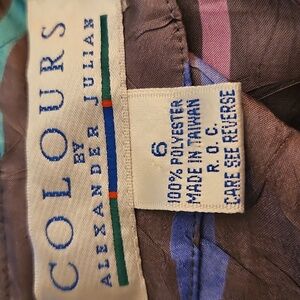 COLOURS
BY
ALEXANDER JULIAN
6
100% POLYESTER
MADE IN TAIWAN
R. O. C.
CARE SEE REVERSE